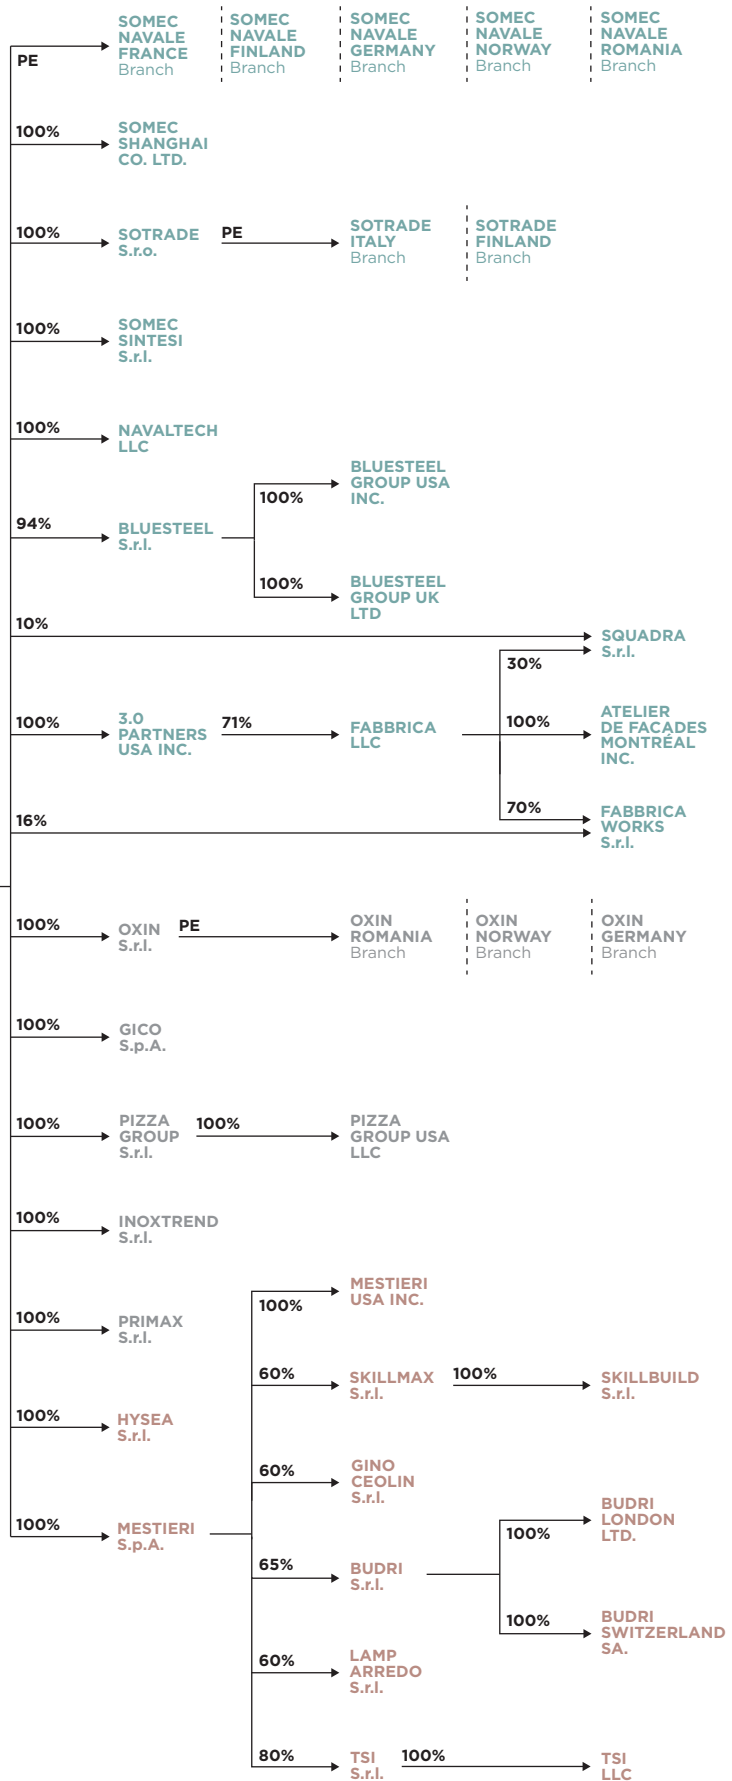 PE
SOMEC
NAVALE
FRANCE
Branch
SOMEC
NAVALE
FINLAND
Branch
SOMEC
NAVALE
GERMANY
Branch
SOMEC
NAVALE
NORWAY
Branch
SOMEC
NAVALE
ROMANIA
Branch
100%
SOMEC
SHANGHAI
CO. LTD.
100%
SOTRADE
S.r.o.
PE
SOTRADE
ITALY
Branch
SOTRADE
FINLAND
Branch
100%
SOMEC
SINTESI
S.r.l.
100%
NAVALTECH
LLC
94%
BLUESTEEL
S.r.l.
100%
BLUESTEEL
GROUP USA
INC.
100%
BLUESTEEL
GROUP UK
LTD
10%
SQUADRA
S.r.l.
30%
100%
3.0
PARTNERS
USA INC.
71%
FABBRICA
LLC
100%
ATELIER
DE FACADES
MONTRÉAL
INC.
70%
FABBRICA
WORKS
S.r.l.
16%
100%
OXIN
S.r.l.
PE
OXIN
ROMANIA
Branch
OXIN
NORWAY
Branch
OXIN
GERMANY
Branch
100%
GICO
S.p.A.
100%
PIZZA
GROUP
S.r.l.
100%
PIZZA
GROUP USA
LLC
100%
INOXTREND
S.r.l.
100%
PRIMAX
S.r.l.
100%
HYSEA
S.r.l.
100%
MESTIERI
S.p.A.
100%
MESTIERI
USA INC.
60%
SKILLMAX
S.r.l.
100%
SKILLBUILD
S.r.l.
60%
GINO
CEOLIN
S.r.l.
65%
BUDRI
S.r.l.
100%
BUDRI
LONDON
LTD.
100%
BUDRI
SWITZERLAND
SA.
60%
LAMP
ARREDO
S.r.l.
80%
TSI
S.r.l.
100%
TSI
LLC